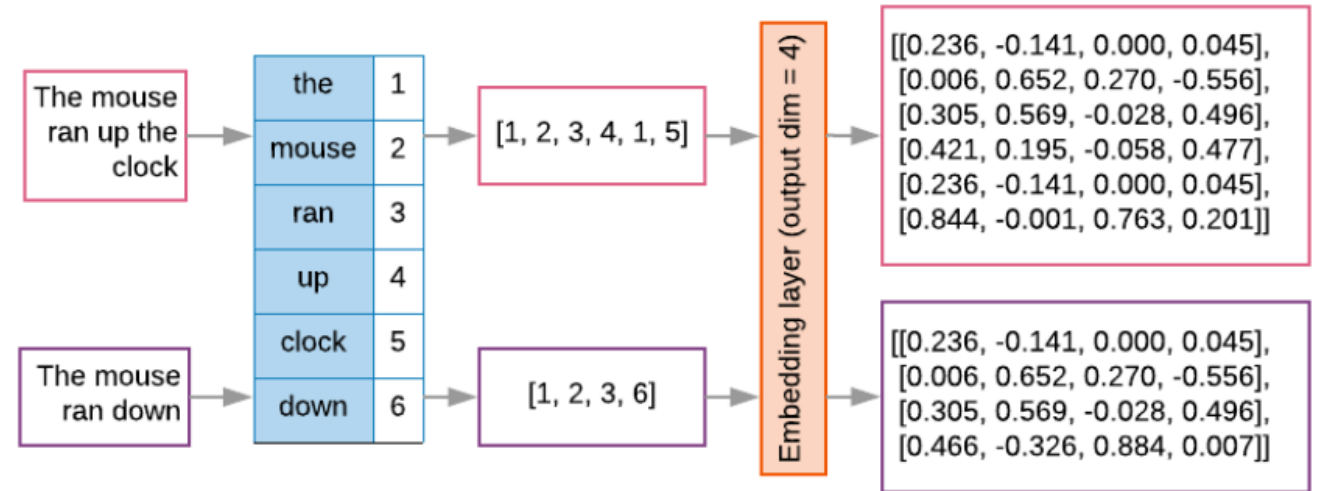 The mouse
ran up the
clock
the 1
mouse 2
ran 3
up 4
clock 5
down 6
[1, 2, 3, 4, 1, 5]
Embedding layer (output dim = 4)
[[0.236, -0.141, 0.000, 0.045],
[0.006, 0.652, 0.270, -0.556],
[0.305, 0.569, -0.028, 0.496],
[0.421, 0.195, -0.058, 0.477],
[0.236, -0.141, 0.000, 0.045],
[0.844, -0.001, 0.763, 0.201]]
The mouse
ran down
[1, 2, 3, 6]
[[0.236, -0.141, 0.000, 0.045],
[0.006, 0.652, 0.270, -0.556],
[0.305, 0.569, -0.028, 0.496],
[0.466, -0.326, 0.884, 0.007]]